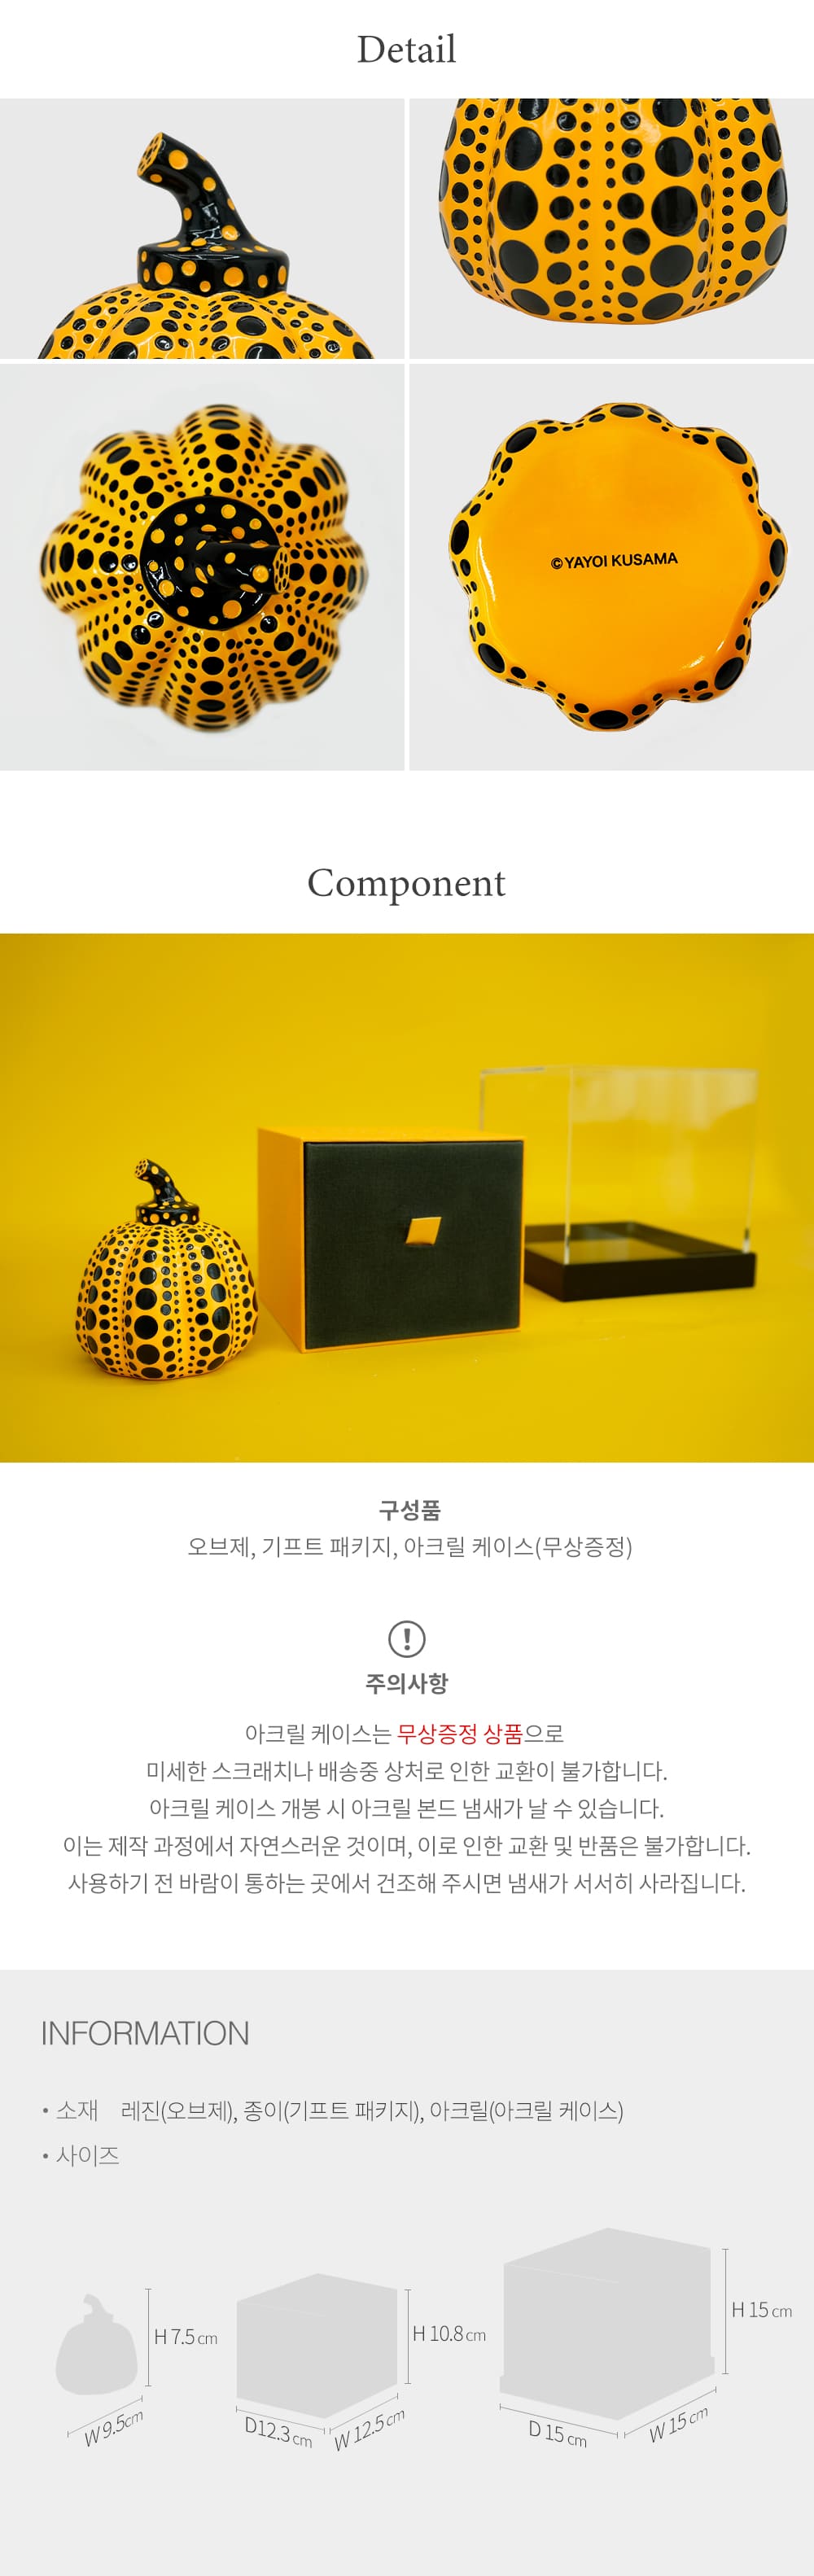 Detail
©YAYOI KUSAMA
Component
구성품
오브제, 기프트 패키지, 아크릴 케이스(무상증정)
주의사항
아크릴 케이스는 무상증정 상품으로
미세한 스크래치나 배송중 상처로 인한 교환이 불가합니다.
아크릴 케이스 개봉 시 아크릴 본드 냄새가 날 수 있습니다.
이는 제작 과정에서 자연스러운 것이며, 이로 인한 교환 및 반품은 불가합니다.
사용하기 전 바람이 통하는 곳에서 건조해 주시면 냄새가 서서히 사라집니다.
INFORMATION
• 소재 레진(오브제), 종이(기프트 패키지), 아크릴(아크릴 케이스)
• 사이즈
H 7.5 cm
W 9.5cm
H 10.8 cm
D12.3 cm
W 12.5 cm
H 15 cm
D 15 cm
W 15 cm